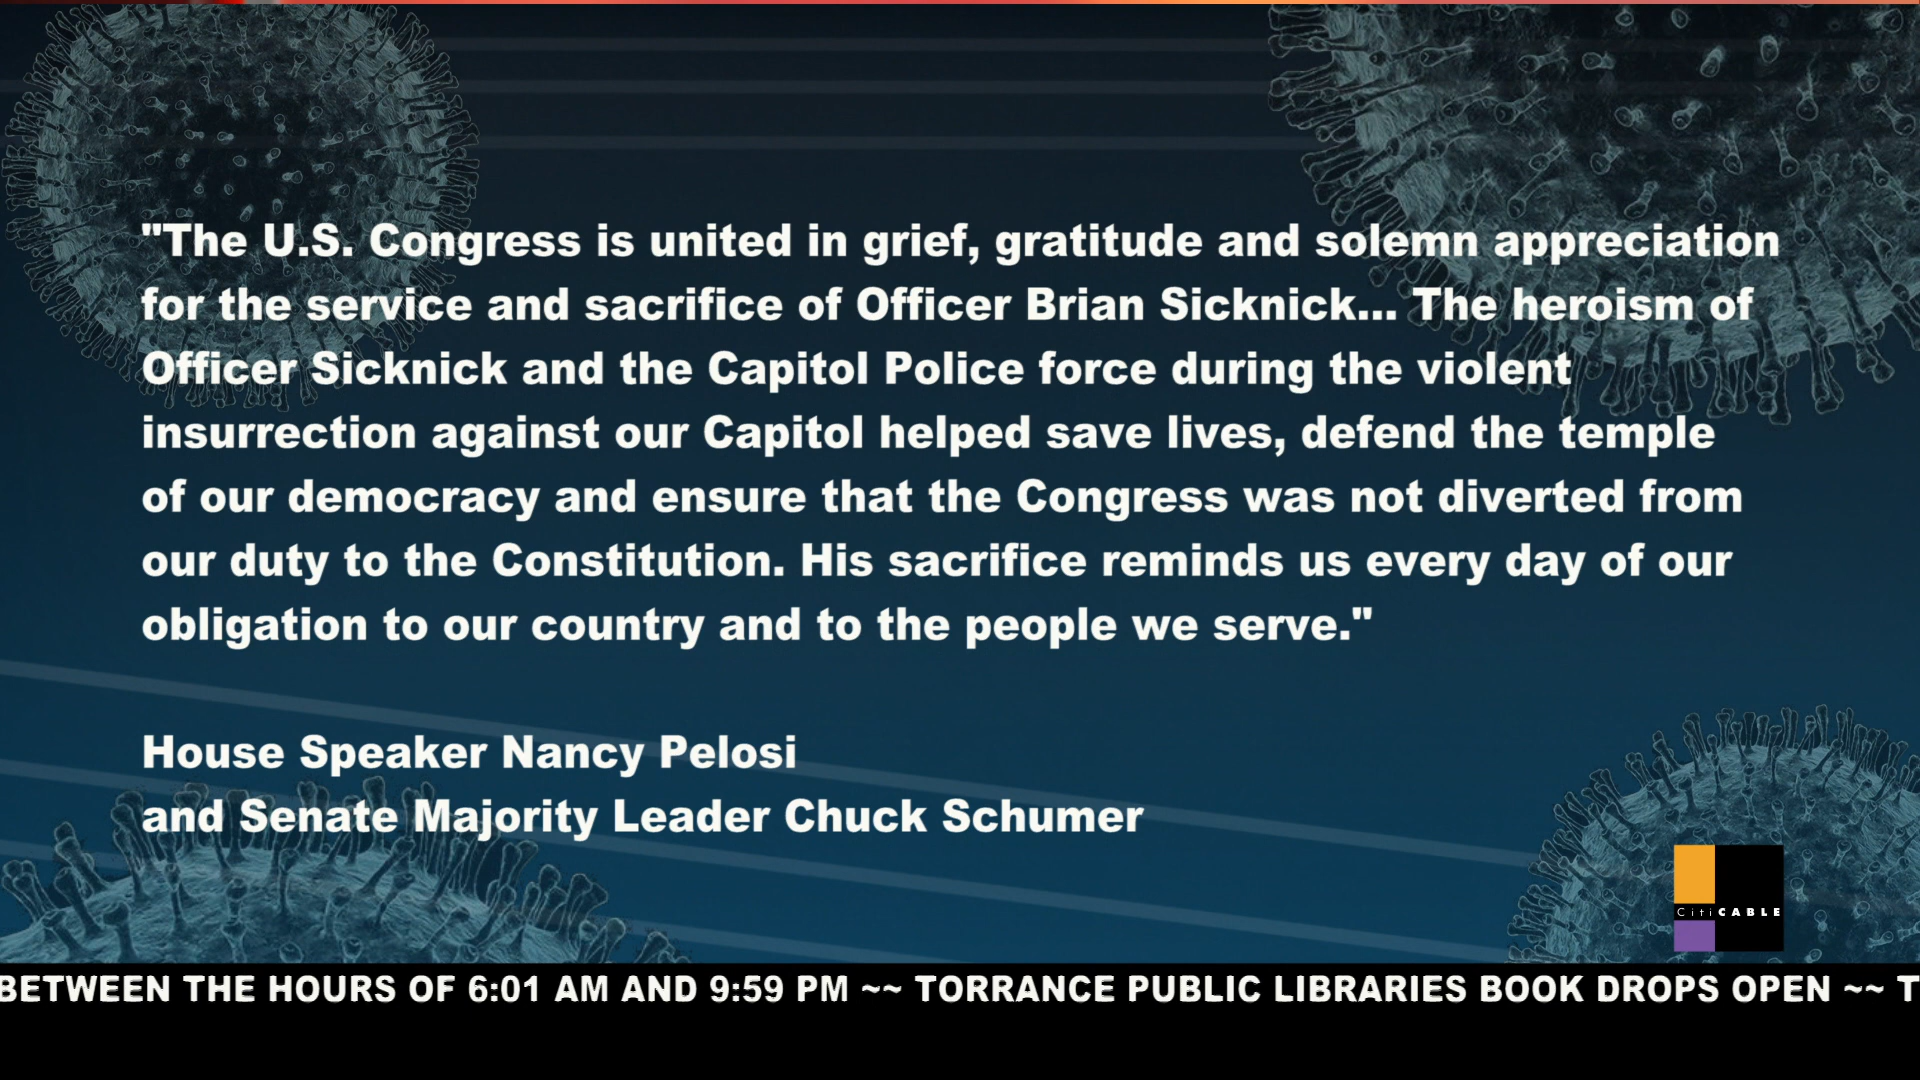 "The U.S. Congress is united in grief, gratitude and solemn appreciation
for the service and sacrifice of Officer Brian Sicknick... The heroism of
Officer Sicknick and the Capitol Police force during the violent
insurrection against our Capitol helped save lives, defend the temple
of our democracy and ensure that the Congress was not diverted from
our duty to the Constitution. His sacrifice reminds us every day of our
obligation to our country and to the people we serve."
House Speaker Nancy Pelosi
and Senate Majority Leader Chuck Schumer
CitiCABLE
BETWEEN THE HOURS OF 6:01 AM AND 9:59 PM ~~ TORRANCE PUBLIC LIBRARIES BOOK DROPS OPEN ~~ T